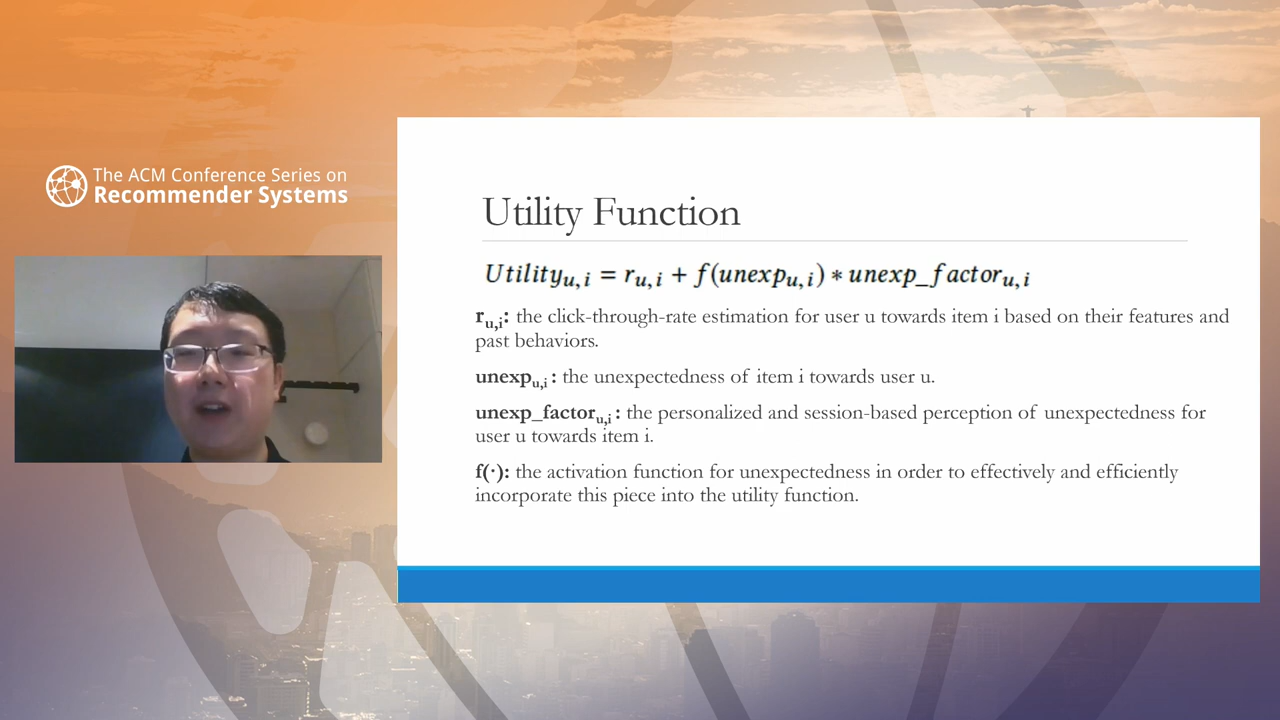 The ACM Conference Series on
Recommender Systems
Utility Function
Utility_{u,i} = r_{u,i} + f(unexp_{u,i}) * unexp_factor_{u,i}
r_{u,i}: the click-through-rate estimation for user u towards item i based on their features and
past behaviors.
unexp_{u,i} : the unexpectedness of item i towards user u.
unexp_factor_{u,i} : the personalized and session-based perception of unexpectedness for
user u towards item i.
f(·): the activation function for unexpectedness in order to effectively and efficiently
incorporate this piece into the utility function.